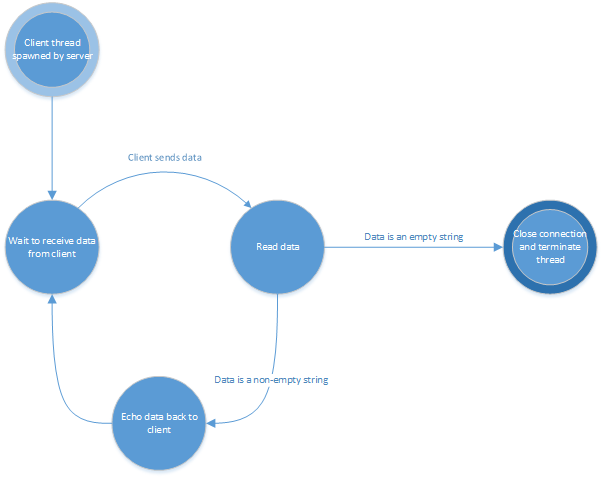 Client thread
spawned by server
Client sends data
Wait to receive data
from client
Read data
Data is an empty string
Close connection
and terminate
thread
Data is a non-empty string
Echo data back to
client